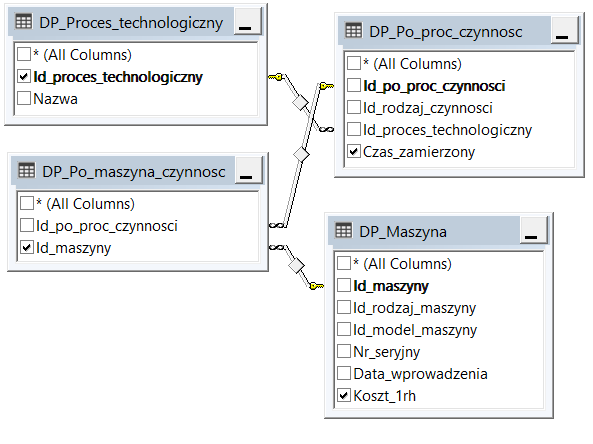 DP_Proces_technologiczny
* (All Columns)
Id_proces_technologiczny
Nazwa
DP_Po_proc_czynnosc
* (All Columns)
Id_po_proc_czynnosci
Id_rodzaj_czynnosci
Id_proces_technologiczny
Czas_zamierzony
DP_Po_maszyna_czynnosc
* (All Columns)
Id_po_proc_czynnosci
Id_maszyny
DP_Maszyna
* (All Columns)
Id_maszyny
Id_rodzaj_maszyny
Id_model_maszyny
Nr_seryjny
Data_wprowadzenia
Koszt_1rh